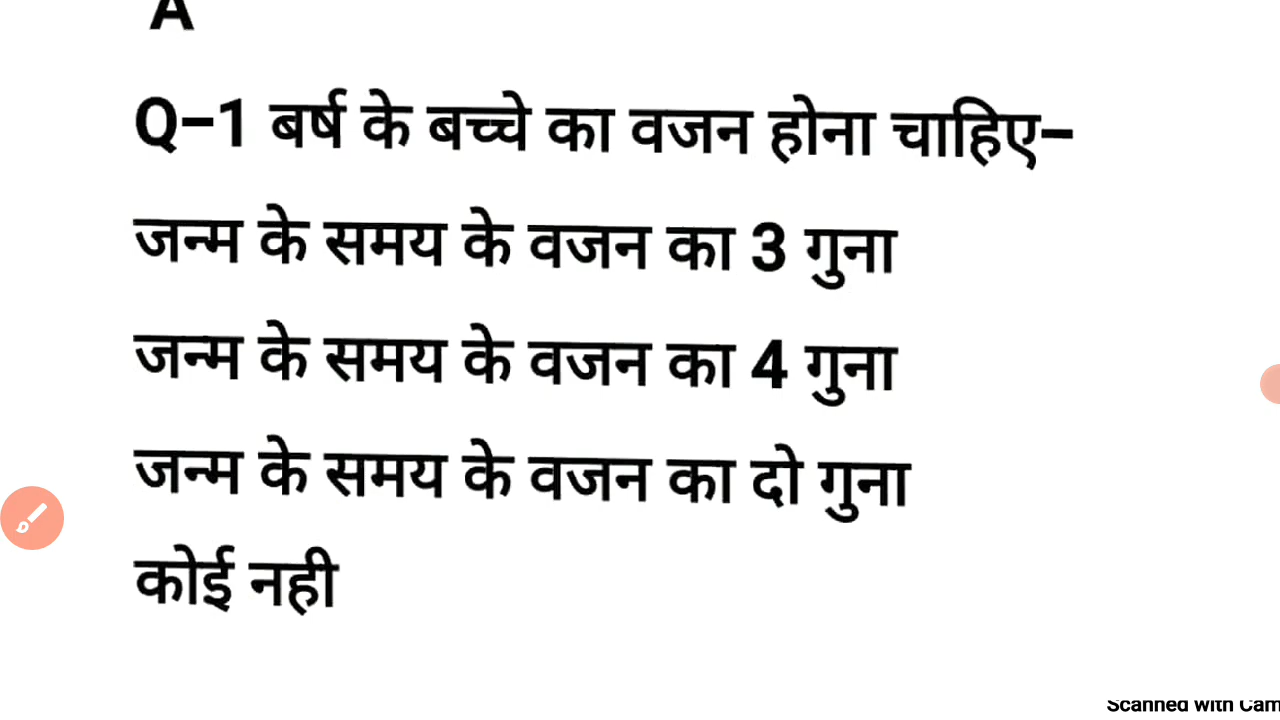 A
Q-1 बर्ष के बच्चे का वजन होना चाहिए-
जन्म के समय के वजन का 3 गुना
जन्म के समय के वजन का 4 गुना
जन्म के समय के वजन का दो गुना
कोई नही
Scanned with Cam